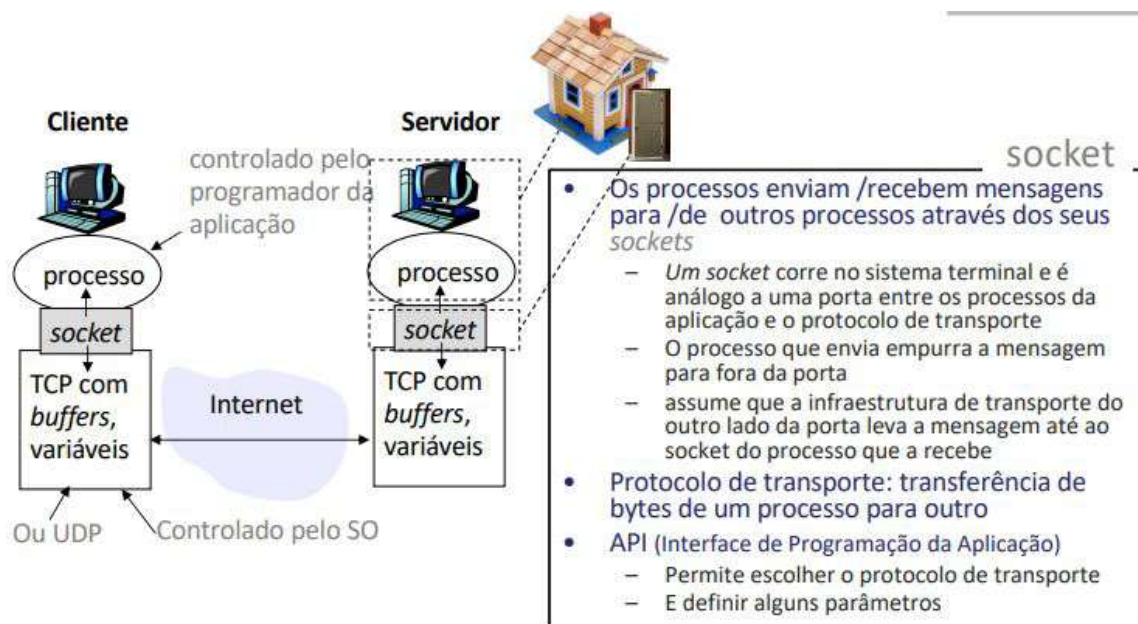 Cliente
Servidor
controlado pelo
programador da
aplicação
processo
processo
socket
socket
TCP com
buffers,
variáveis
Internet
TCP com
buffers,
variáveis
Ou UDP
Controlado pelo SO
socket
• Os processos enviam /recebem mensagens
para /de outros processos através dos seus
sockets
– Um socket corre no sistema terminal e é
análogo a uma porta entre os processos da
aplicação e o protocolo de transporte
– O processo que envia empurra a mensagem
para fora da porta
– assume que a infraestrutura de transporte do
outro lado da porta leva a mensagem até ao
socket do processo que a recebe
• Protocolo de transporte: transferência de
bytes de um processo para outro
• API (Interface de Programação da Aplicação)
– Permite escolher o protocolo de transporte
– E definir alguns parâmetros